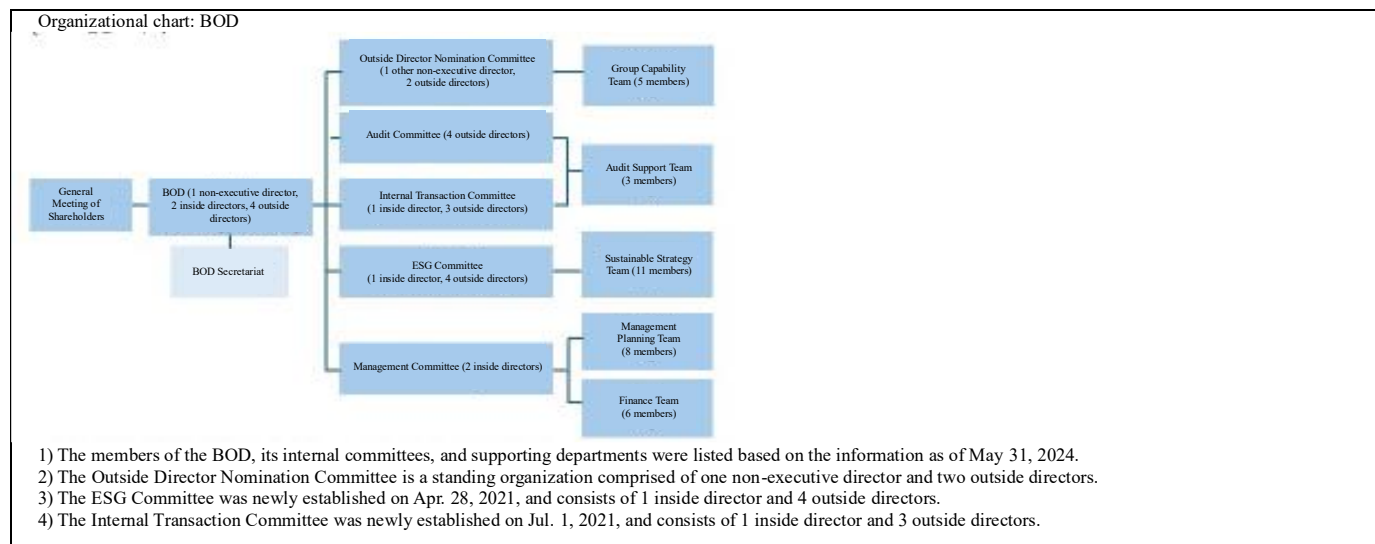 Organizational chart: BOD
Outside Director Nomination Committee
(1 other non-executive director,
2 outside directors)
Group Capability
Team (5 members)
Audit Committee (4 outside directors)
Audit Support Team
(3 members)
General
Meeting of
Shareholders
BOD (1 non-executive director,
2 inside directors, 4 outside
directors)
Internal Transaction Committee
(1 inside director, 3 outside directors)
BOD Secretariat
ESG Committee
(1 inside director, 4 outside directors)
Sustainable Strategy
Team (11 members)
Management
Planning Team
(8 members)
Management Committee (2 inside directors)
Finance Team
(6 members)
1) The members of the BOD, its internal committees, and supporting departments were listed based on the information as of May 31, 2024.
2) The Outside Director Nomination Committee is a standing organization comprised of one non-executive director and two outside directors.
3) The ESG Committee was newly established on Apr. 28, 2021, and consists of 1 inside director and 4 outside directors.
4) The Internal Transaction Committee was newly established on Jul. 1, 2021, and consists of 1 inside director and 3 outside directors.